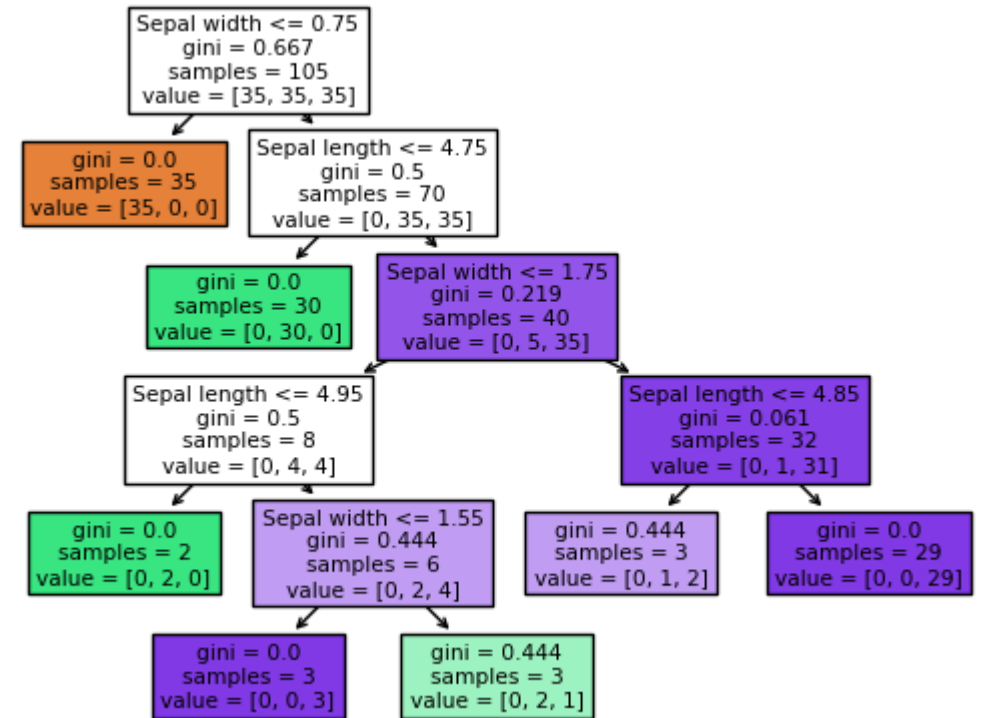 Sepal width <= 0.75
gini = 0.667
samples = 105
value = [35, 35, 35]
gini = 0.0
samples = 35
value = [35, 0, 0]
Sepal length <= 4.75
gini = 0.5
samples = 70
value = [0, 35, 35]
gini = 0.0
samples = 30
value = [0, 30, 0]
Sepal width <= 1.75
gini = 0.219
samples = 40
value = [0, 5, 35]
Sepal length <= 4.95
gini = 0.5
samples = 8
value = [0, 4, 4]
Sepal length <= 4.85
gini = 0.061
samples = 32
value = [0, 1, 31]
gini = 0.0
samples = 2
value = [0, 2, 0]
Sepal width <= 1.55
gini = 0.444
samples = 6
value = [0, 2, 4]
gini = 0.444
samples = 3
value = [0, 1, 2]
gini = 0.0
samples = 29
value = [0, 0, 29]
gini = 0.0
samples = 3
value = [0, 0, 3]
gini = 0.444
samples = 3
value = [0, 2, 1]